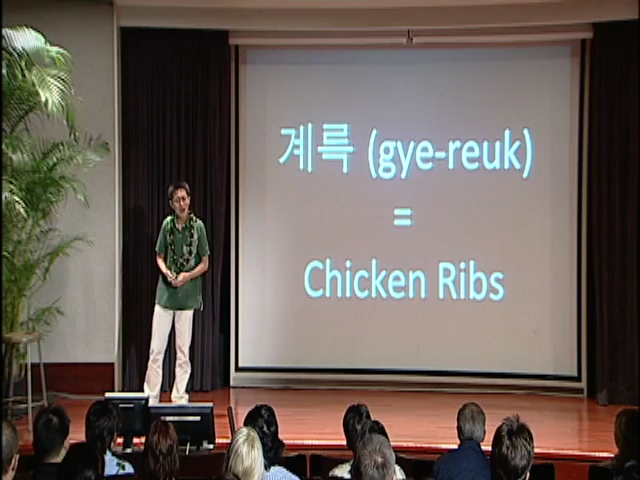 계륵 (gye-reuk)
=
Chicken Ribs